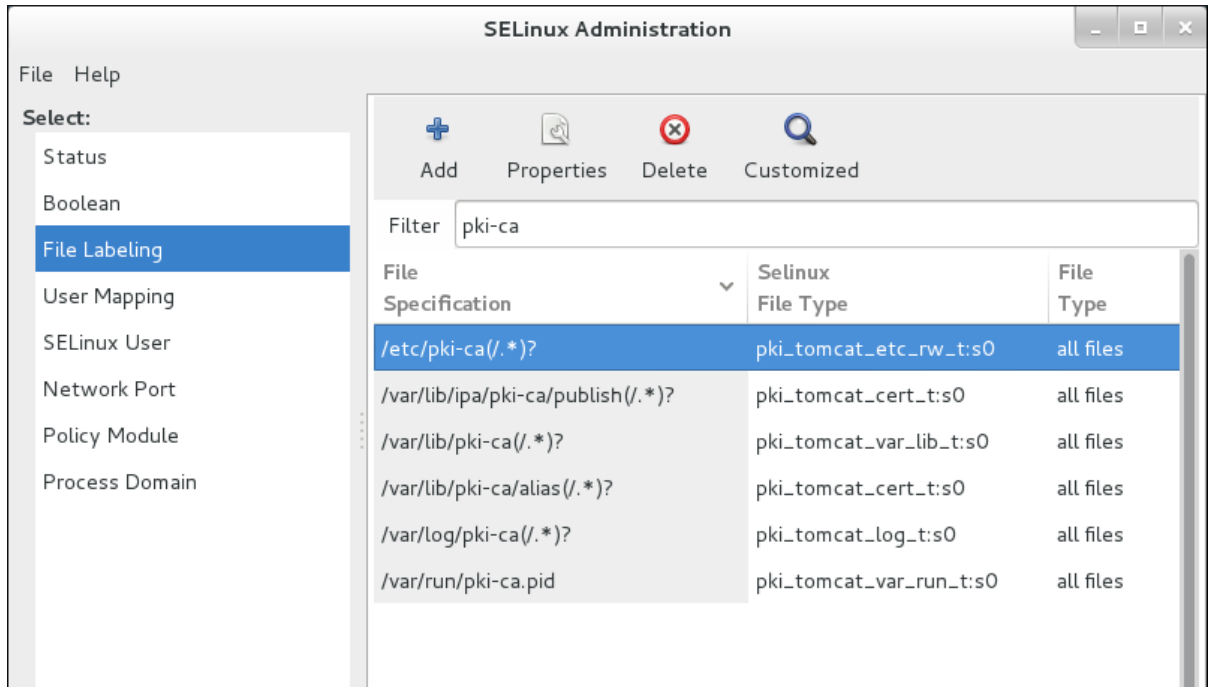 SELinux Administration
File Help
Select:
Status
Boolean
File Labeling
User Mapping
SELinux User
Network Port
Policy Module
Process Domain
Add Properties Delete Customized
Filter pki-ca
File Specification Selinux File Type File Type
/etc/pki-ca(/.*)? pki_tomcat_etc_rw_t:s0 all files
/var/lib/ipa/pki-ca/publish(/.*)? pki_tomcat_cert_t:s0 all files
/var/lib/pki-ca(/.*)? pki_tomcat_var_lib_t:s0 all files
/var/lib/pki-ca/alias(/.*)? pki_tomcat_cert_t:s0 all files
/var/log/pki-ca(/.*)? pki_tomcat_log_t:s0 all files
/var/run/pki-ca.pid pki_tomcat_var_run_t:s0 all files